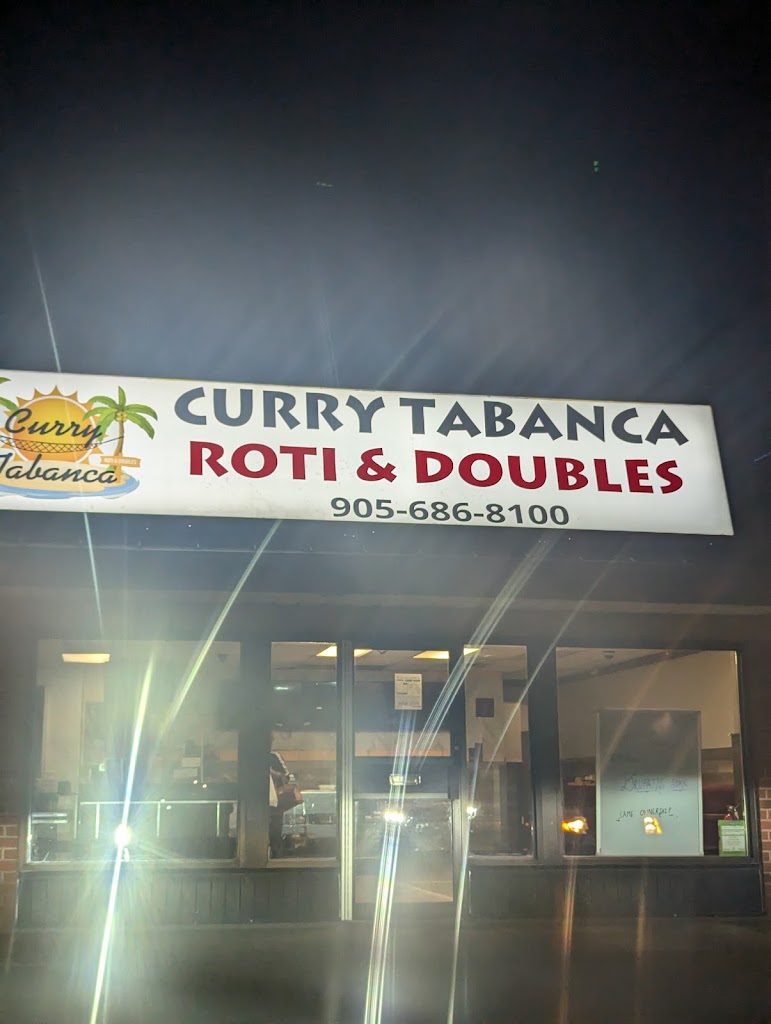 Curry
Tabanca
CURRY TABANCA
ROTI & DOUBLES
905-686-8100
SAME OWNERSHIP